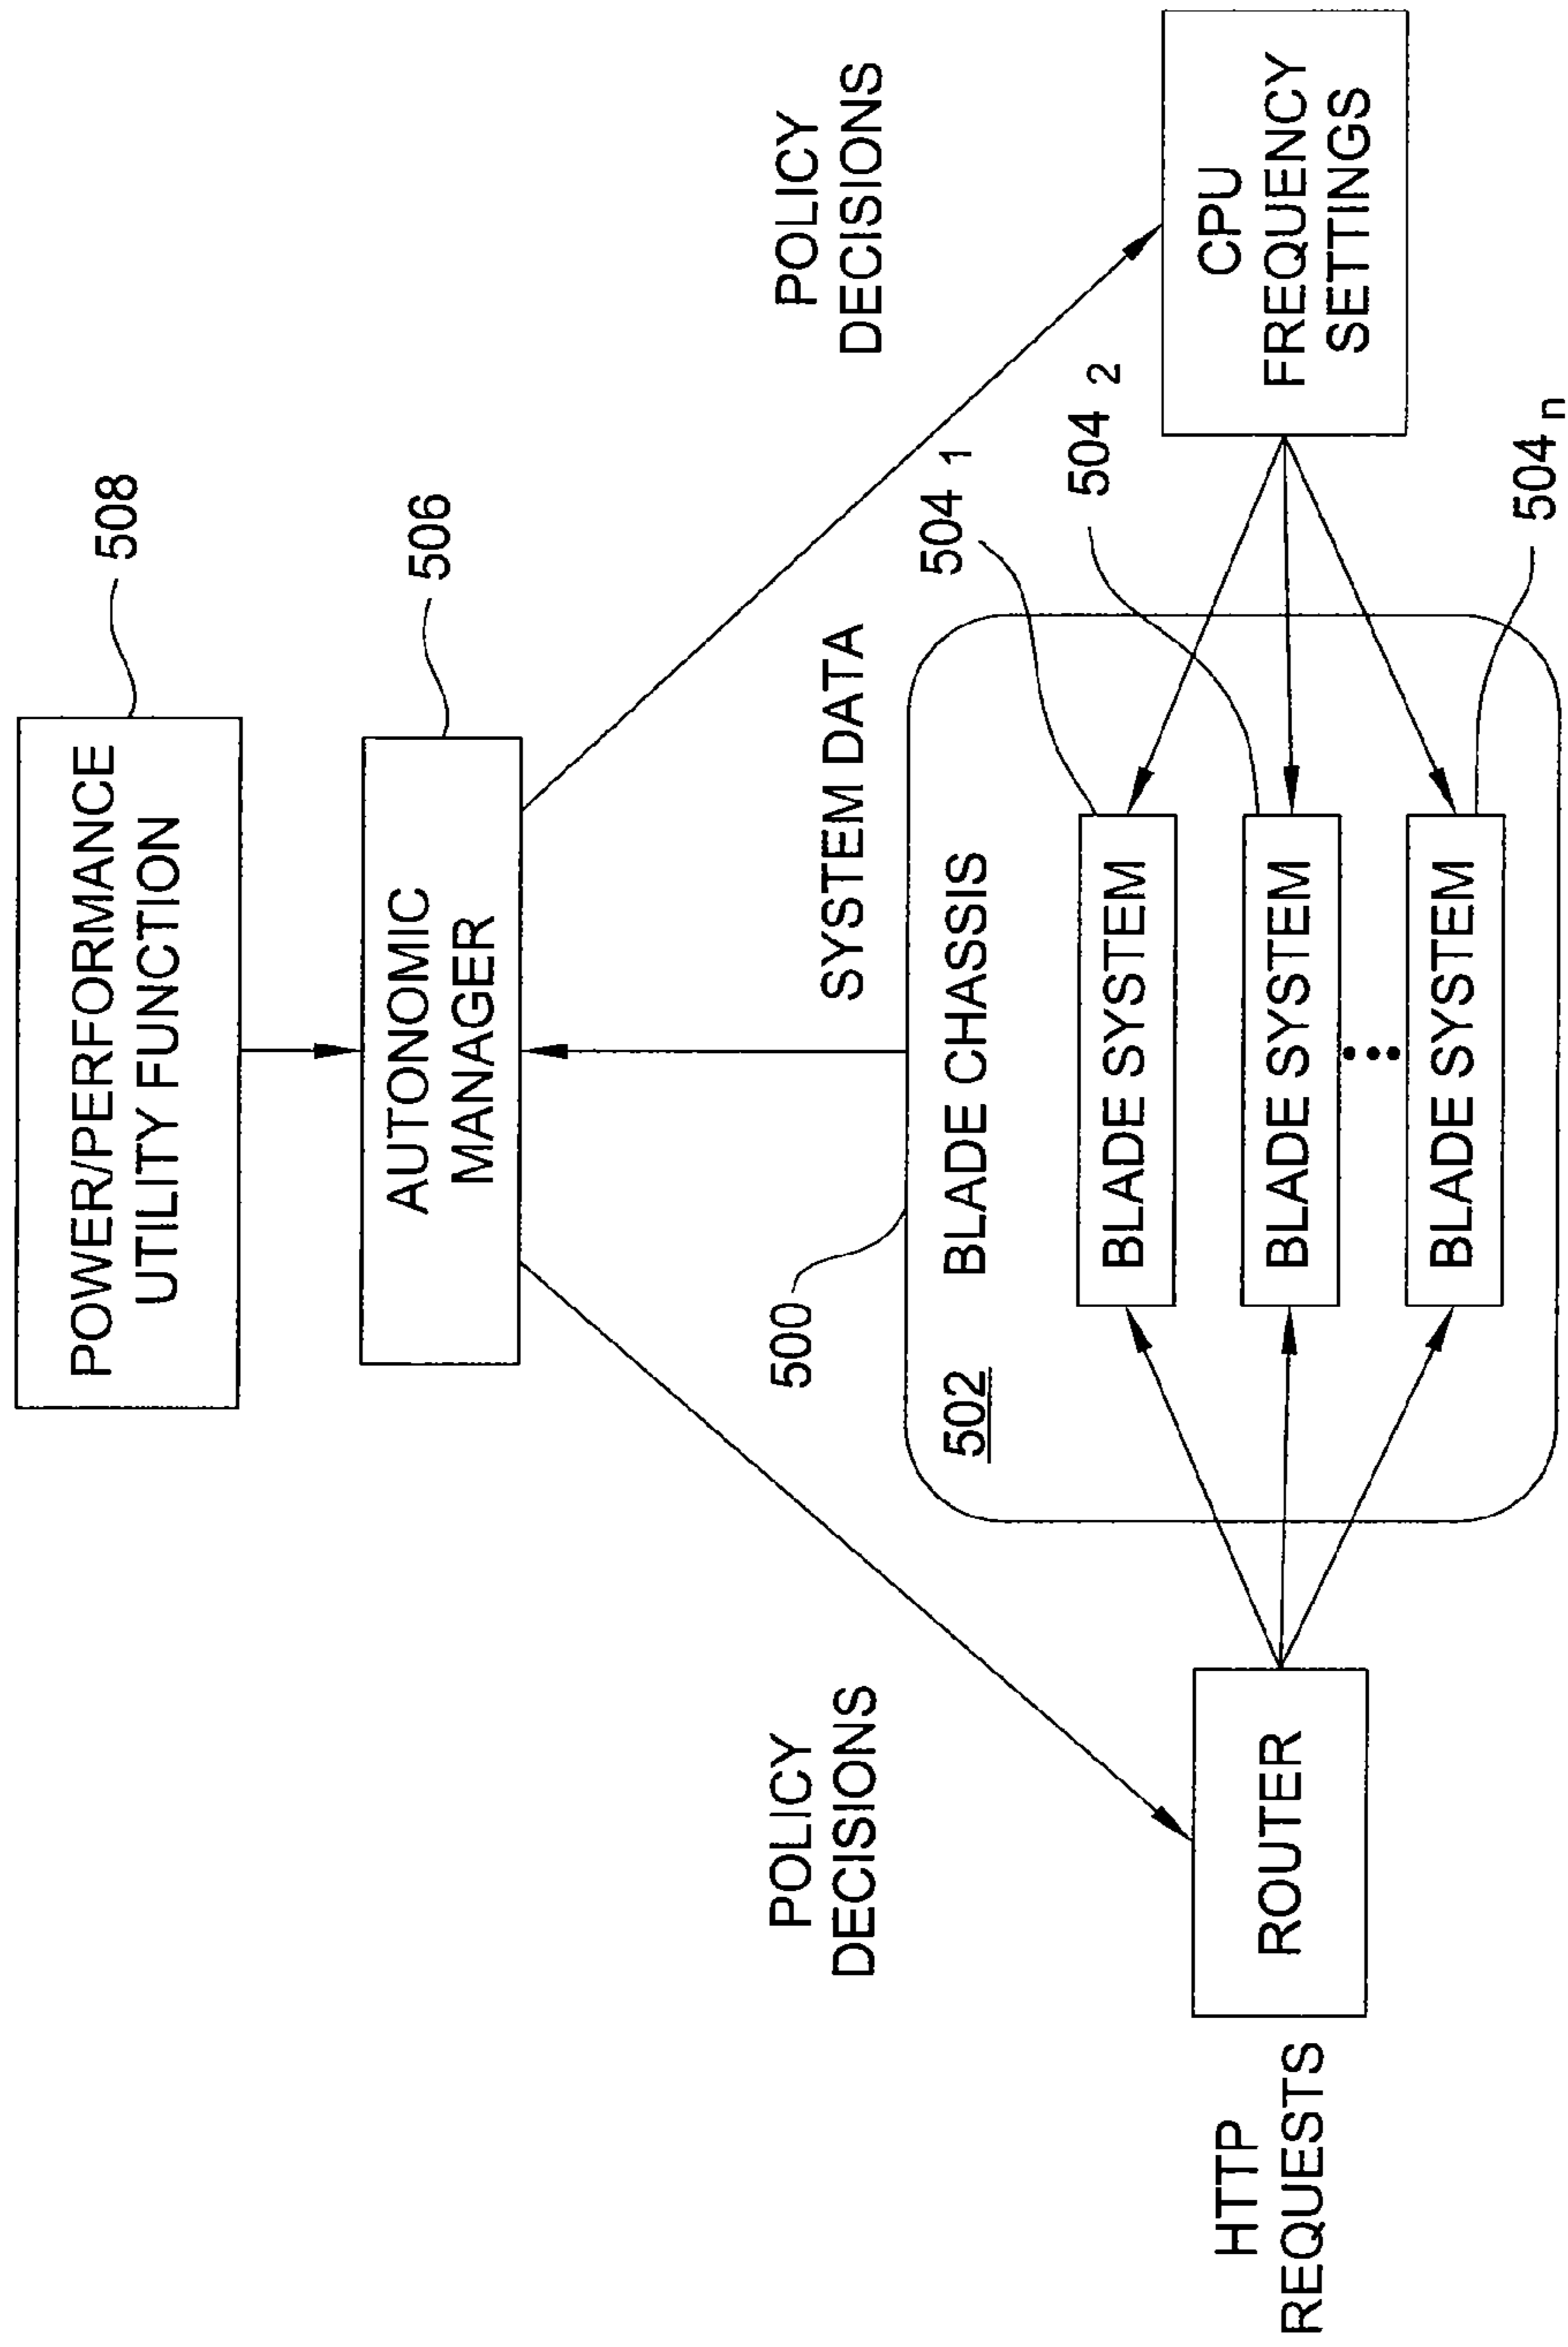 POWER/PERFORMANCE
UTILITY FUNCTION
508
AUTONOMIC
MANAGER
506
POLICY
DECISIONS
500
SYSTEM DATA
POLICY
DECISIONS
502
BLADE CHASSIS
504 1
BLADE SYSTEM
504 2
BLADE SYSTEM
BLADE SYSTEM
504 n
HTTP
REQUESTS
ROUTER
CPU
FREQUENCY
SETTINGS